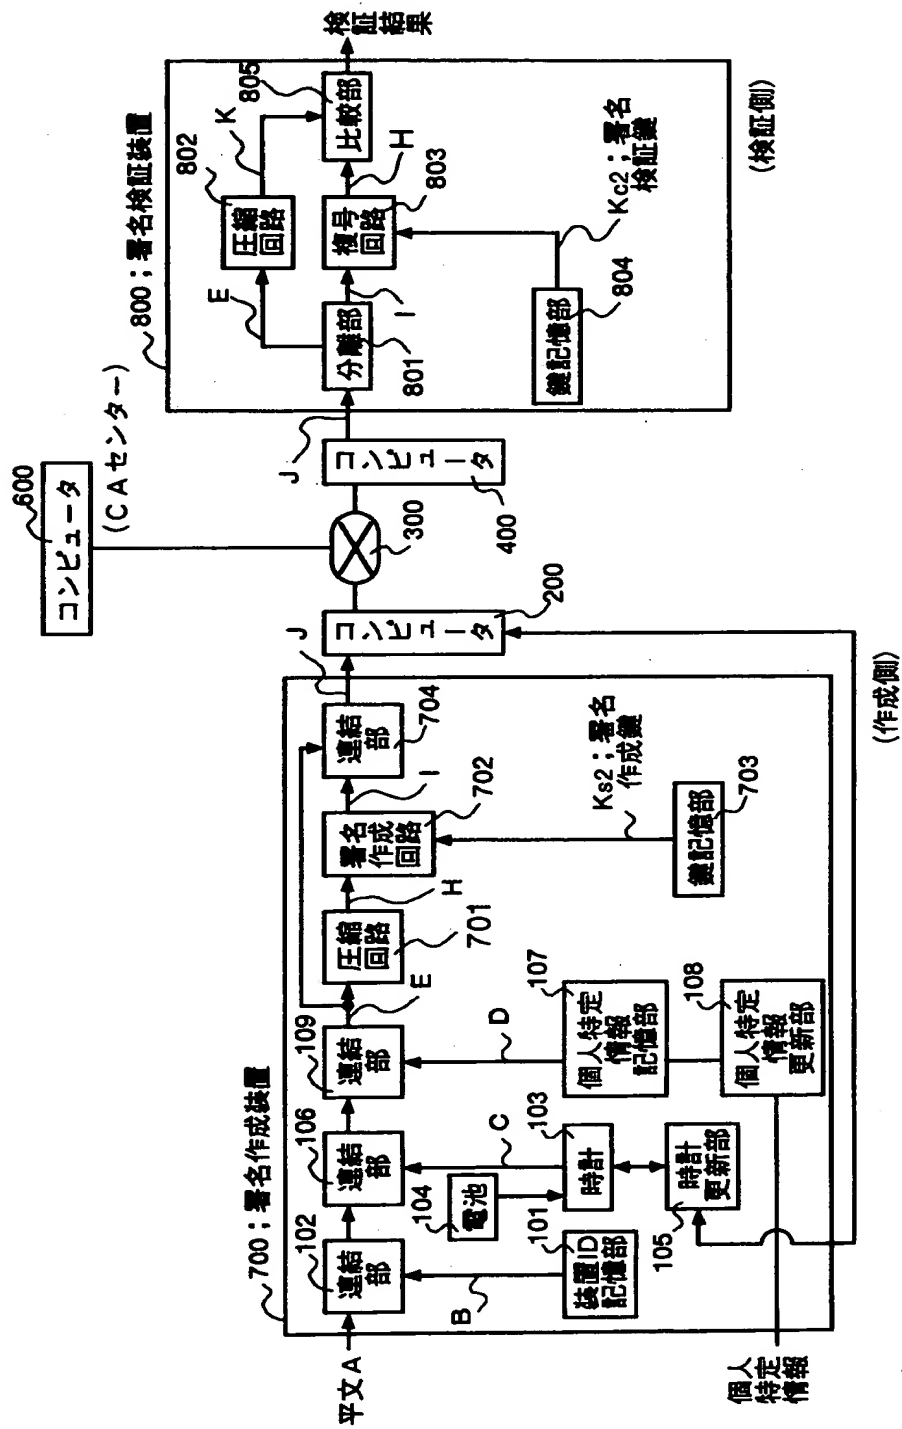 700；署名作成装置
平文A
102
連結部
106
連結部
109
連結部
E
圧縮回路
701
H
署名作成回路
702
I
連結部
704
J
B
101
装置ID記憶部
104
電池
C
103
時計
105
時計更新部
D
107
個人特定情報記憶部
108
個人特定情報更新部
個人特定情報
Ks2；署名作成鍵
鍵記憶部
703
(作成側)
コンピュータ
200
300
600
コンピュータ
(CAセンター)
コンピュータ
400
J
800；署名検証装置
分離部
801
E
802
圧縮回路
K
I
複号回路
803
H
805
比較部
検証結果
Kc2；署名検証鍵
鍵記憶部
804
(検証側)